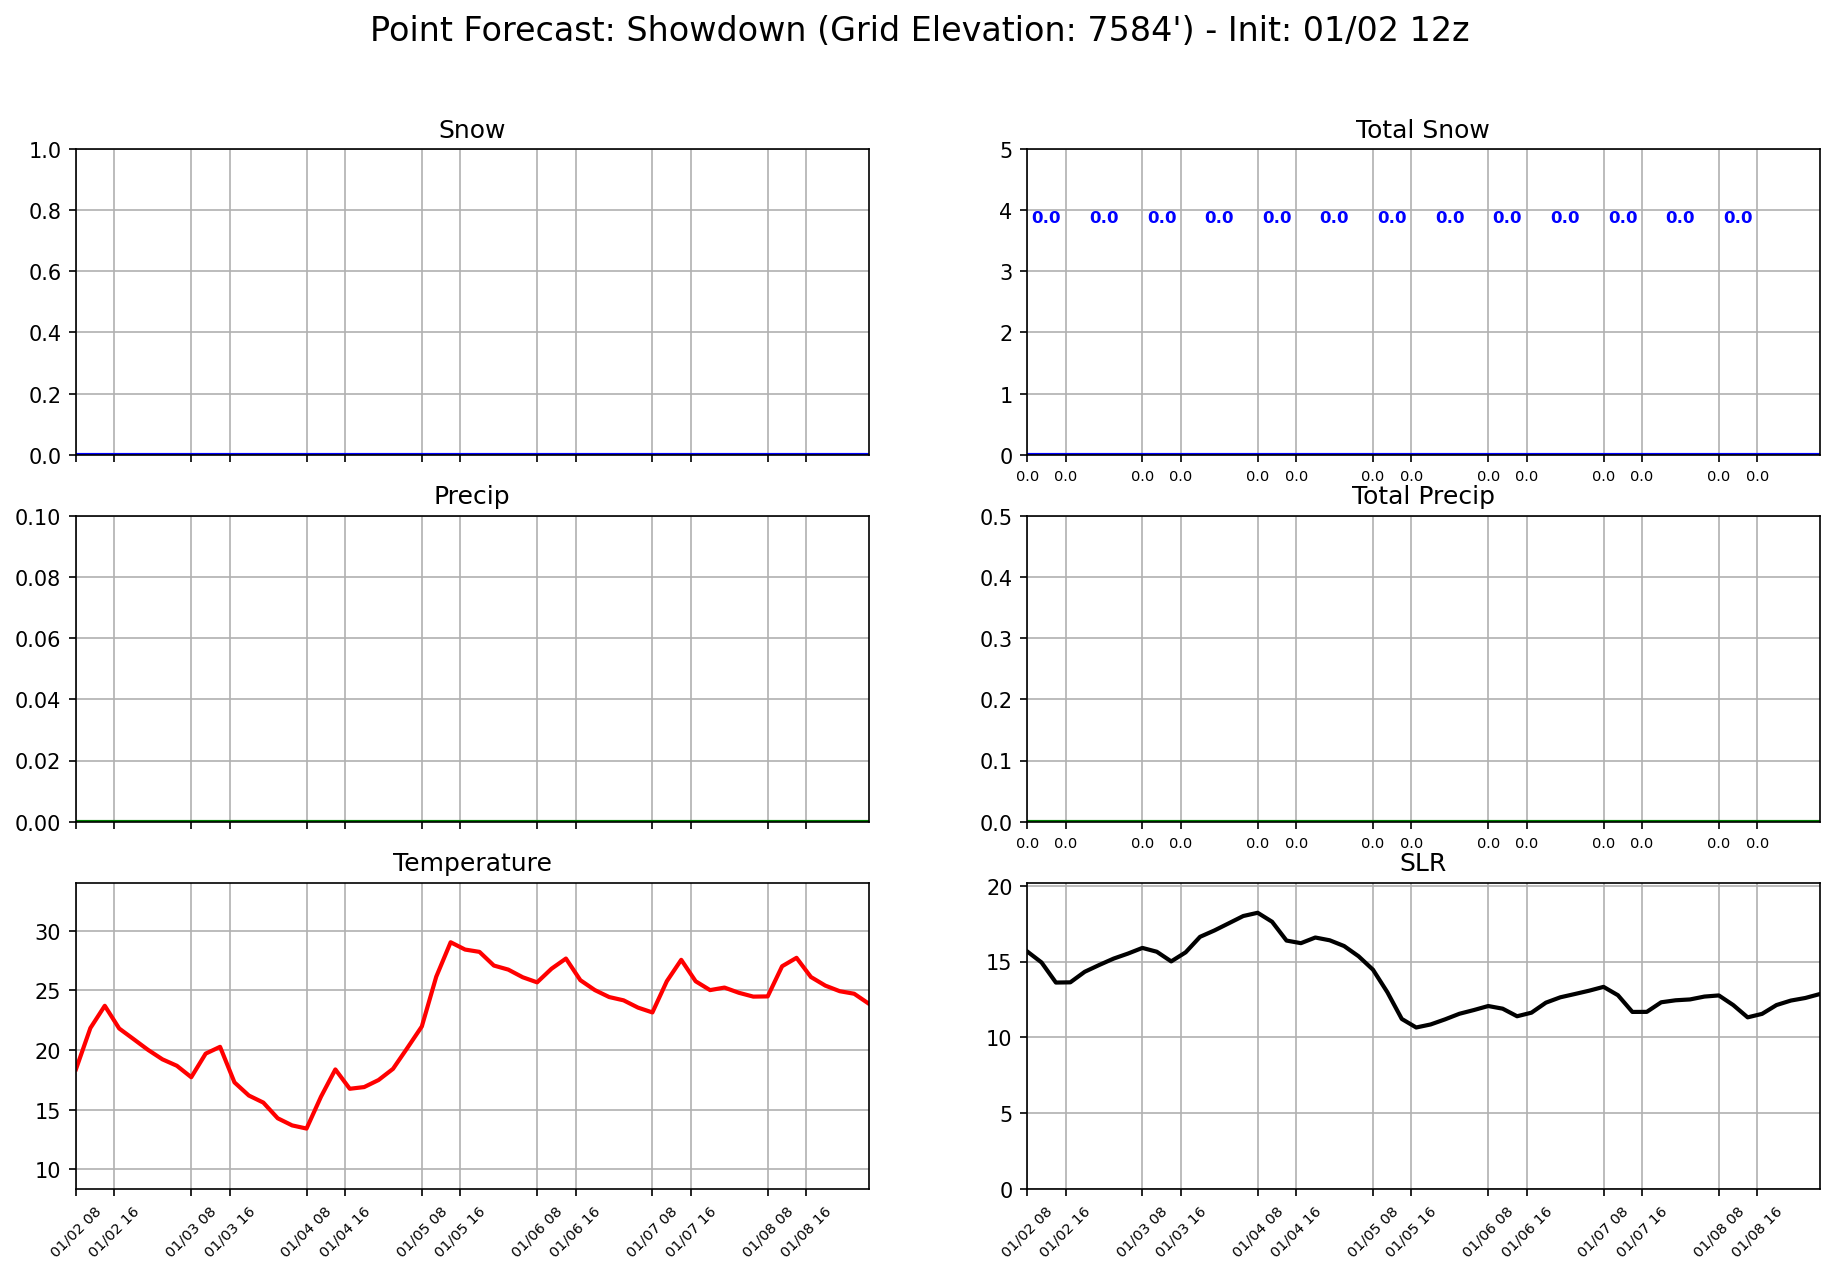 Point Forecast: Showdown (Grid Elevation: 7584') - Init: 01/02 12z
Snow
1.0
0.8
0.6
0.4
0.2
0.0
Total Snow
5
4
3
2
1
0
0.0 0.0 0.0 0.0 0.0 0.0 0.0 0.0 0.0 0.0 0.0 0.0 0.0
0.0 0.0 0.0 0.0 0.0 0.0 0.0 0.0 0.0 0.0 0.0 0.0 0.0 0.0
Precip
0.10
0.08
0.06
0.04
0.02
0.00
Total Precip
0.5
0.4
0.3
0.2
0.1
0.0
0.0 0.0 0.0 0.0 0.0 0.0 0.0 0.0 0.0 0.0 0.0 0.0 0.0 0.0
Temperature
30
25
20
15
10
01/02 08 01/02 16 01/03 08 01/03 16 01/04 08 01/04 16 01/05 08 01/05 16 01/06 08 01/06 16 01/07 08 01/07 16 01/08 08 01/08 16
SLR
20
15
10
5
0
01/02 08 01/02 16 01/03 08 01/03 16 01/04 08 01/04 16 01/05 08 01/05 16 01/06 08 01/06 16 01/07 08 01/07 16 01/08 08 01/08 16